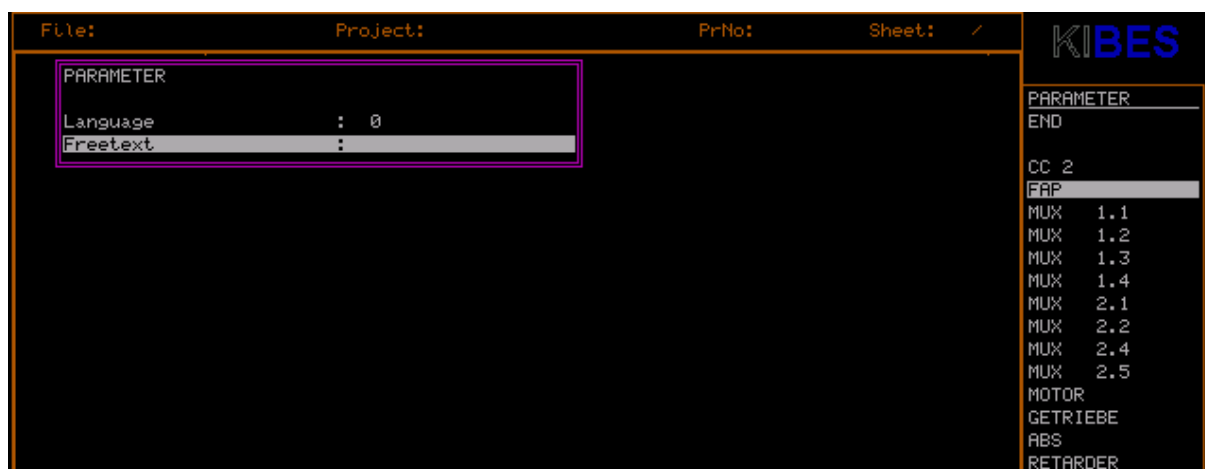 File: Project: PrNo: Sheet: /
KIBES
PARAMETER
Language : 0
Freetext :
PARAMETER
END
CC 2
FAP
MUX 1.1
MUX 1.2
MUX 1.3
MUX 1.4
MUX 2.1
MUX 2.2
MUX 2.4
MUX 2.5
MOTOR
GETRIEBE
ABS
RETARDER